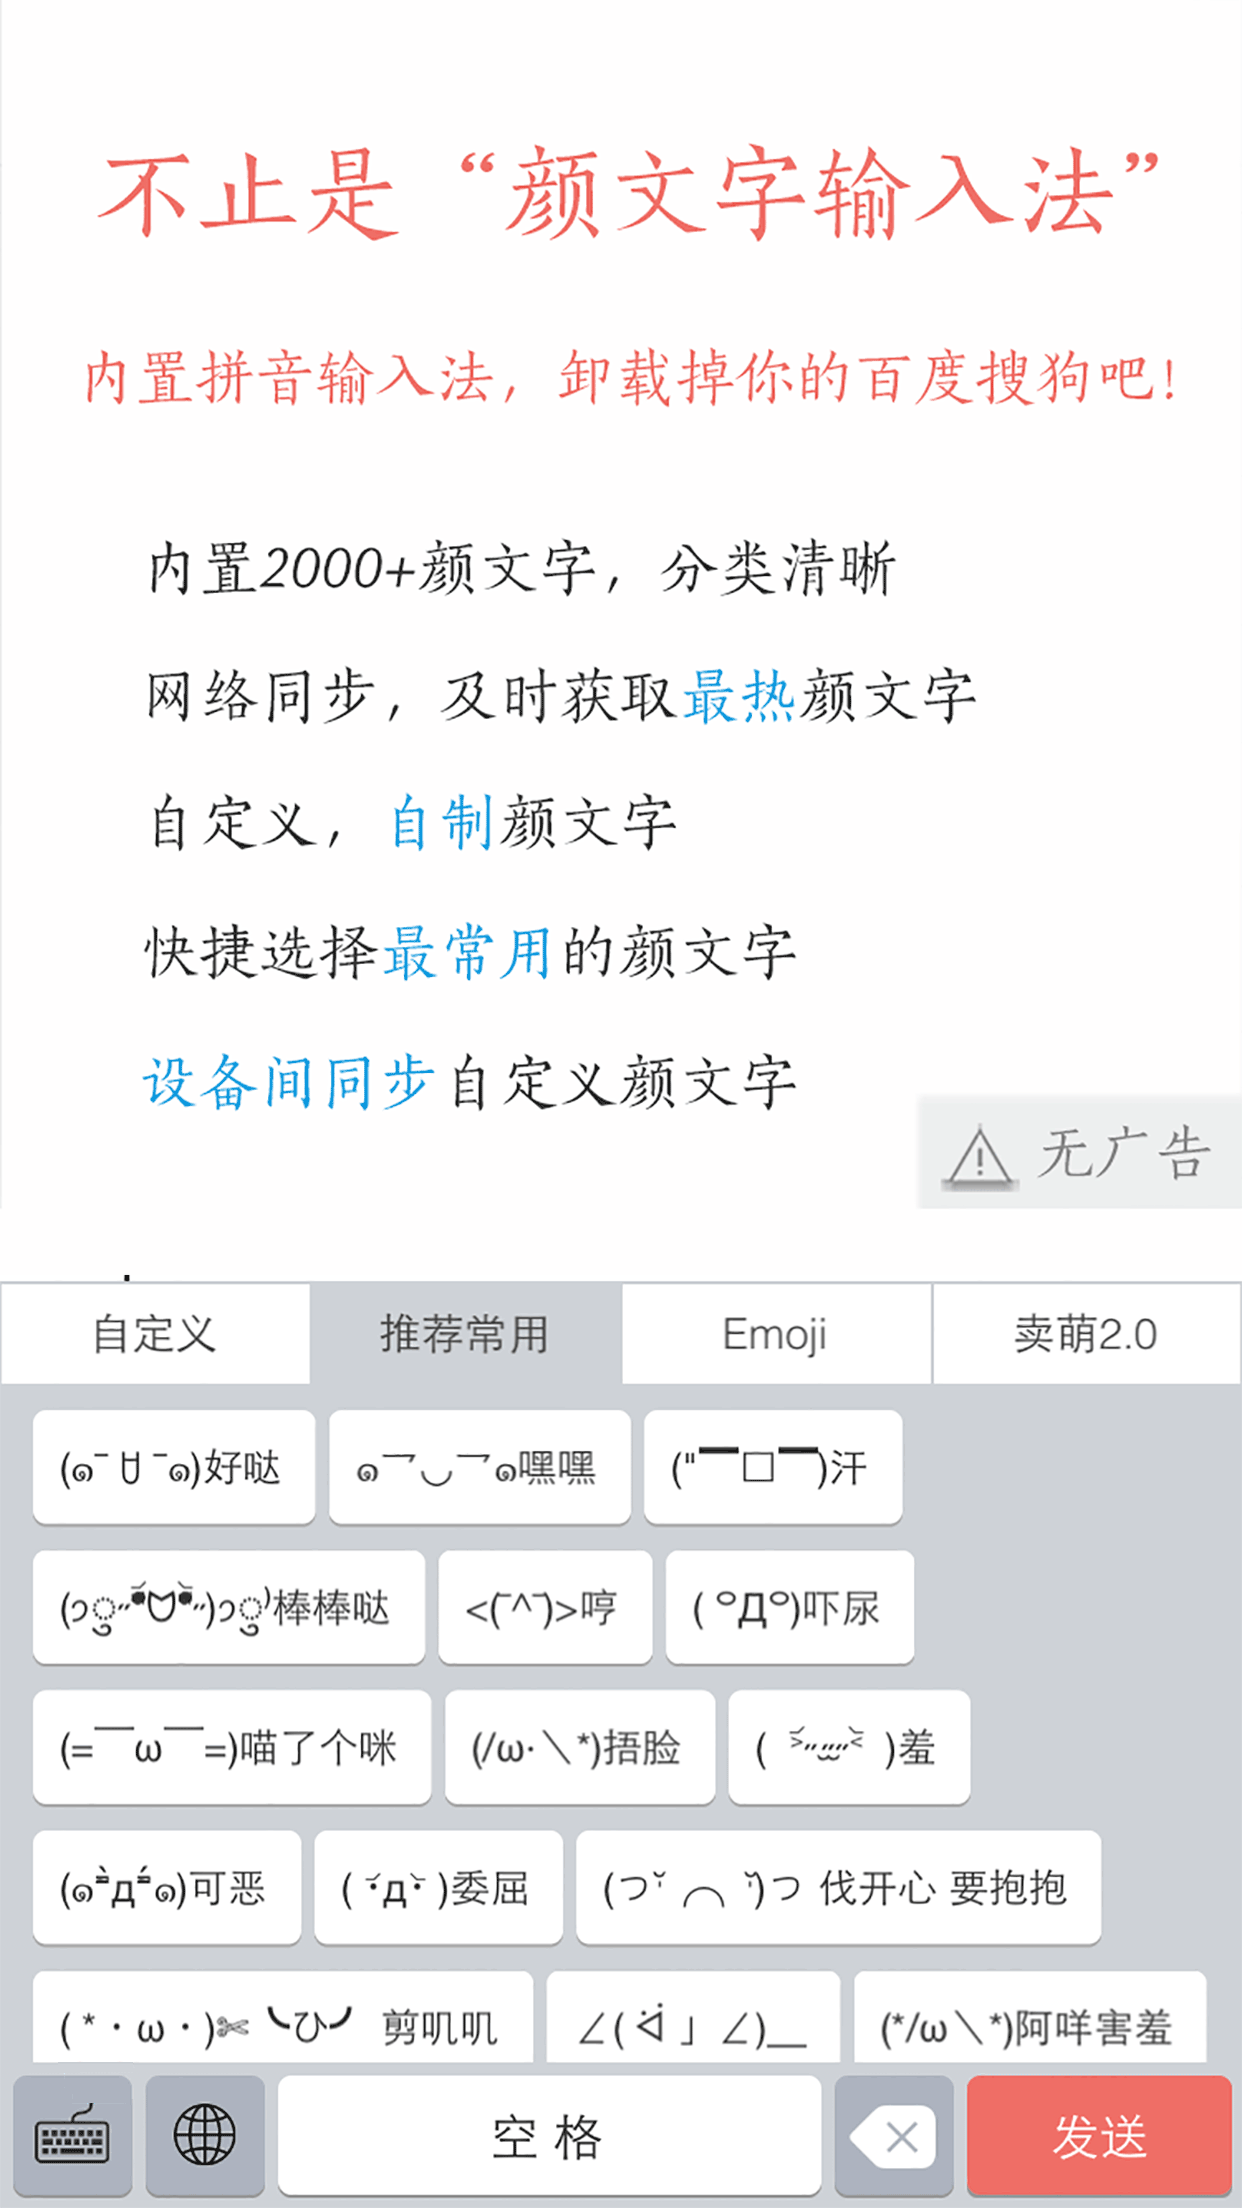 不止是“颜文字输入法”
内置拼音输入法，卸载掉你的百度搜狗吧！
内置2000+颜文字，分类清晰
网络同步，及时获取最热颜文字
自定义，自制颜文字
快捷选择最常用的颜文字
设备间同步自定义颜文字
无广告
自定义 推荐常用 Emoji 卖萌2.0
(๑¯∀¯๑)好哒 ๑乛◡乛๑嘿嘿 ("▔□▔)汗
(੭ु˶ˊᗜˋ˶)੭ु⁾棒棒哒 <(¯^¯)>哼 ( ºДº)吓尿
(=￣ω￣=)喵了个咪 (/ω·＼*)捂脸 ( ˃̶͈̀௰˂̶͈́ )羞
(๑•̀д•́๑)可恶 ( •́д•̀ )委屈 (つ˘̩╭╮˘̩)つ 伐开心 要抱抱
( *・ω・)✄╰ひ╯ 剪叽叽 ∠( ᐛ 」∠)＿ (*/ω＼*)阿咩害羞
空格 发送